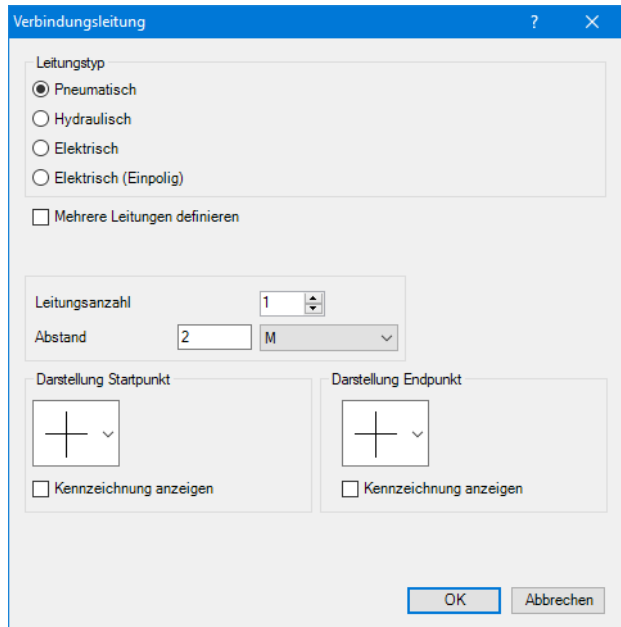 Verbindungsleitung ?
Leitungstyp
Pneumatisch
Hydraulisch
Elektrisch
Elektrisch (Einpolig)
Mehrere Leitungen definieren
Leitungsanzahl 1
Abstand 2 M
Darstellung Startpunkt Darstellung Endpunkt
Kennzeichnung anzeigen Kennzeichnung anzeigen
OK Abbrechen